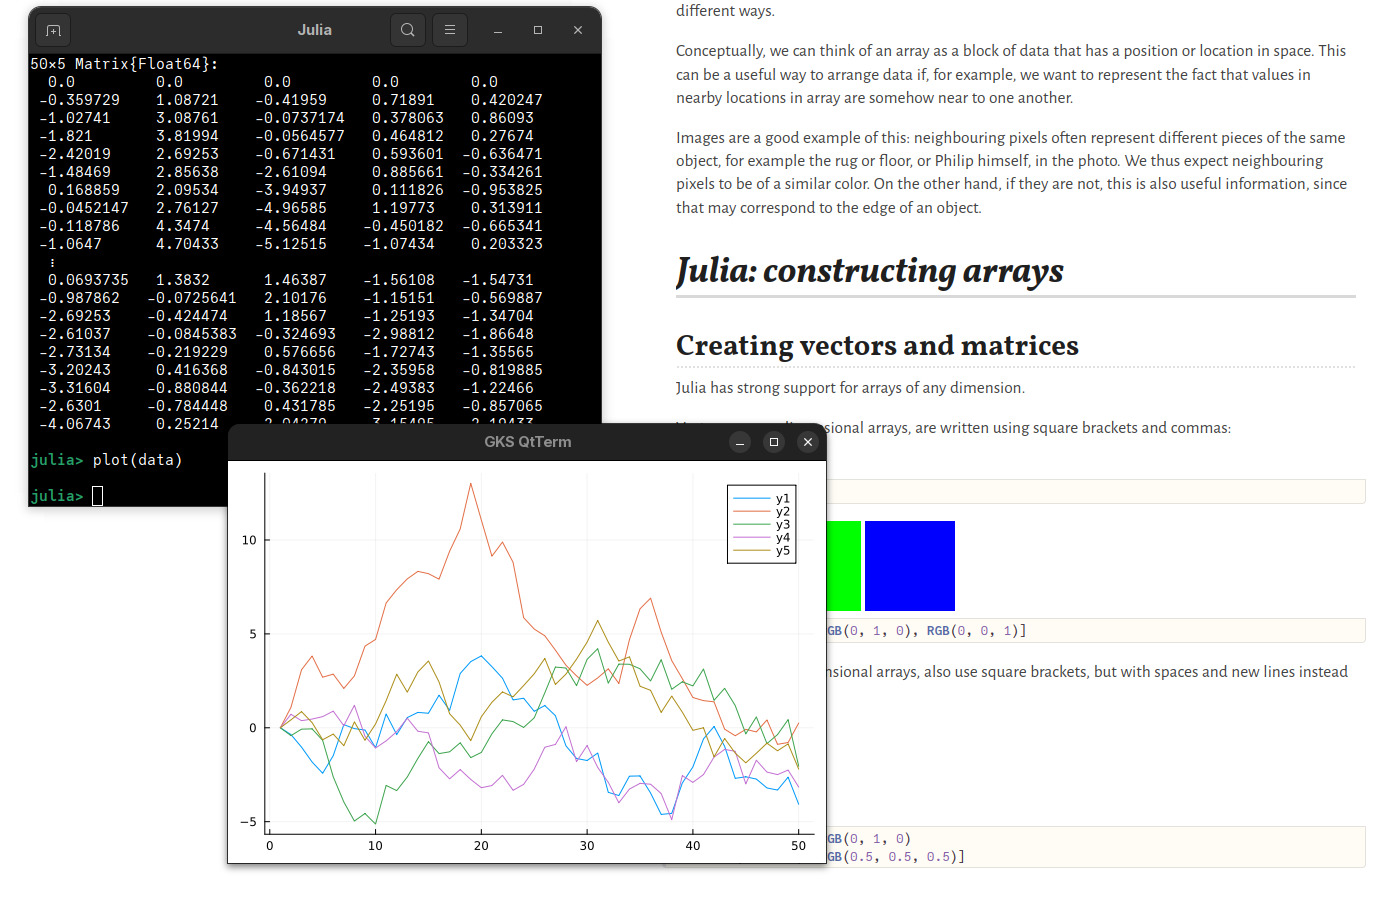 Julia
50×5 Matrix{Float64}:
0.0 0.0 0.0 0.0 0.0
-0.359729 1.08721 -0.41959 0.71891 0.420247
-1.02741 3.08761 -0.0737174 0.378063 0.86093
-1.821 3.81994 -0.0564577 0.464812 0.27674
-2.42019 2.69253 -0.671431 0.593601 -0.636471
-1.48469 2.85638 -2.61094 0.885661 -0.334261
0.168859 2.09534 -3.94937 0.111826 -0.953825
-0.0452147 2.76127 -4.96585 1.19773 0.313911
-0.118786 4.3474 -4.56484 -0.450182 -0.665341
-1.0647 4.70433 -5.12515 -1.07434 0.203323
⋮
0.0693735 1.3832 1.46387 -1.56108 -1.54731
-0.987862 -0.0725641 2.10176 -1.15151 -0.569887
-2.69253 -0.424474 1.18567 -1.25193 -1.34704
-2.61037 -0.0845383 -0.324693 -2.98812 -1.86648
-2.73134 -0.219229 0.576656 -1.72743 -1.35565
-3.20243 0.416368 -0.843015 -2.35958 -0.819885
-3.31604 -0.880844 -0.362218 -2.49383 -1.22466
-2.6301 -0.784448 0.431785 -2.25195 -0.857065
-4.06743 0.25214
julia> plot(data)
julia>
GKS QtTerm
y1
y2
y3
y4
y5
10
5
0
−5
0 10 20 30 40 50
different ways.
Conceptually, we can think of an array as a block of data that has a position or location in space. This
can be a useful way to arrange data if, for example, we want to represent the fact that values in
nearby locations in array are somehow near to one another.
Images are a good example of this: neighbouring pixels often represent different pieces of the same
object, for example the rug or floor, or Philip himself, in the photo. We thus expect neighbouring
pixels to be of a similar color. On the other hand, if they are not, this is also useful information, since
that may correspond to the edge of an object.
Julia: constructing arrays
Creating vectors and matrices
Julia has strong support for arrays of any dimension.
sional arrays, are written using square brackets and commas:
GB(0, 1, 0), RGB(0, 0, 1)]
nsional arrays, also use square brackets, but with spaces and new lines instead
GB(0, 1, 0)
GB(0.5, 0.5, 0.5)]